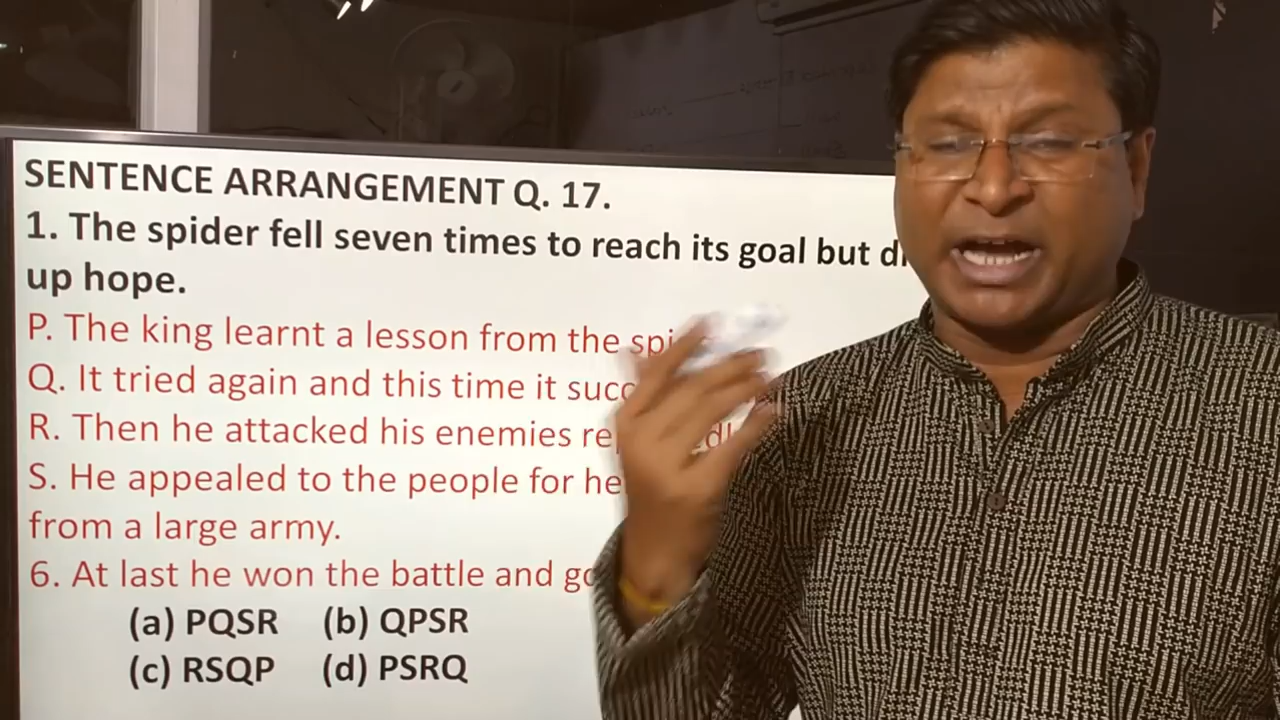 SENTENCE ARRANGEMENT Q. 17.
1. The spider fell seven times to reach its goal but
up hope.
P. The king learnt a lesson from the
Q. It tried again and this time it
R. Then he attacked his enemies
S. He appealed to the people for
from a large army.
6. At last he won the battle and
(a) PQSR (b) QPSR
(c) RSQP (d) PSRQ